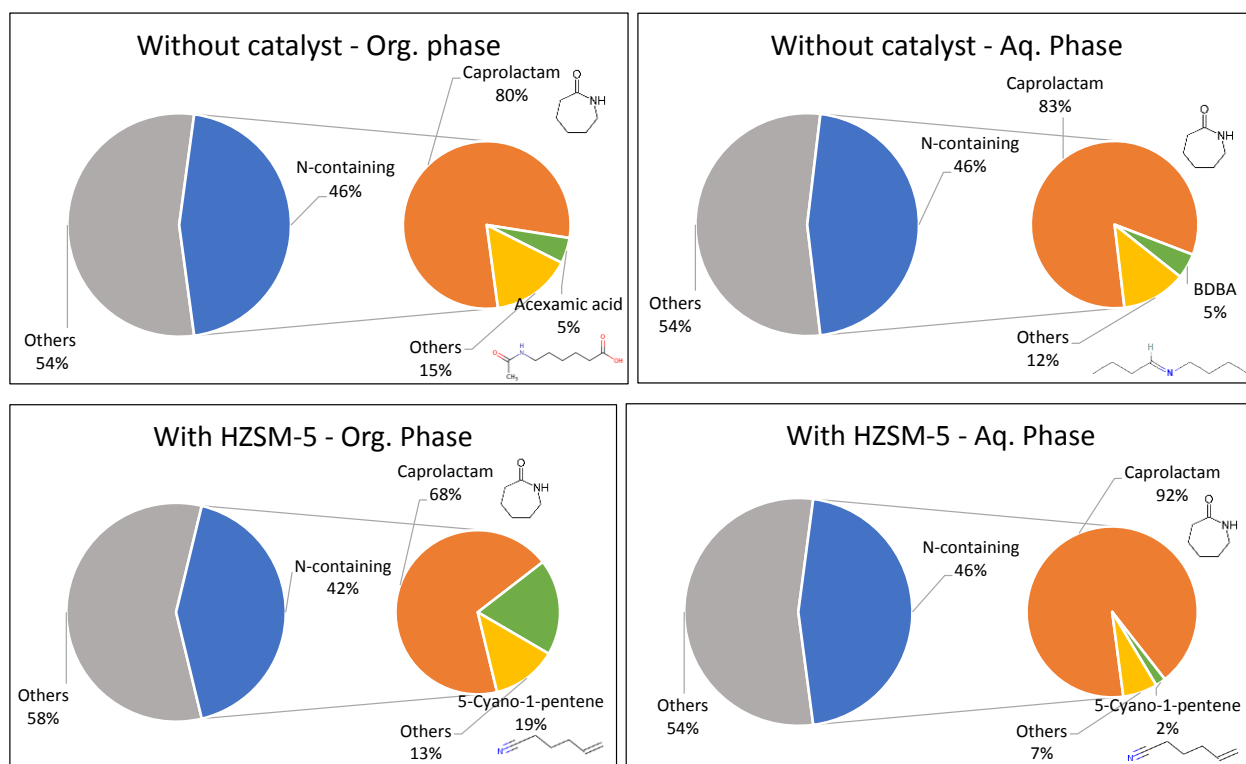 Without catalyst - Org. phase
Caprolactam
80%
O
NH
N-containing
46%
Others
54%
Acexamic acid
5%
Others
15%
O
H
N
CH3
O
OH
Without catalyst - Aq. Phase
Caprolactam
83%
O
NH
N-containing
46%
Others
54%
BDBA
5%
Others
12%
H
N
With HZSM-5 - Org. Phase
Caprolactam
68%
O
NH
N-containing
42%
Others
58%
5-Cyano-1-pentene
19%
Others
13%
N
With HZSM-5 - Aq. Phase
Caprolactam
92%
O
NH
N-containing
46%
Others
54%
5-Cyano-1-pentene
2%
Others
7%
N